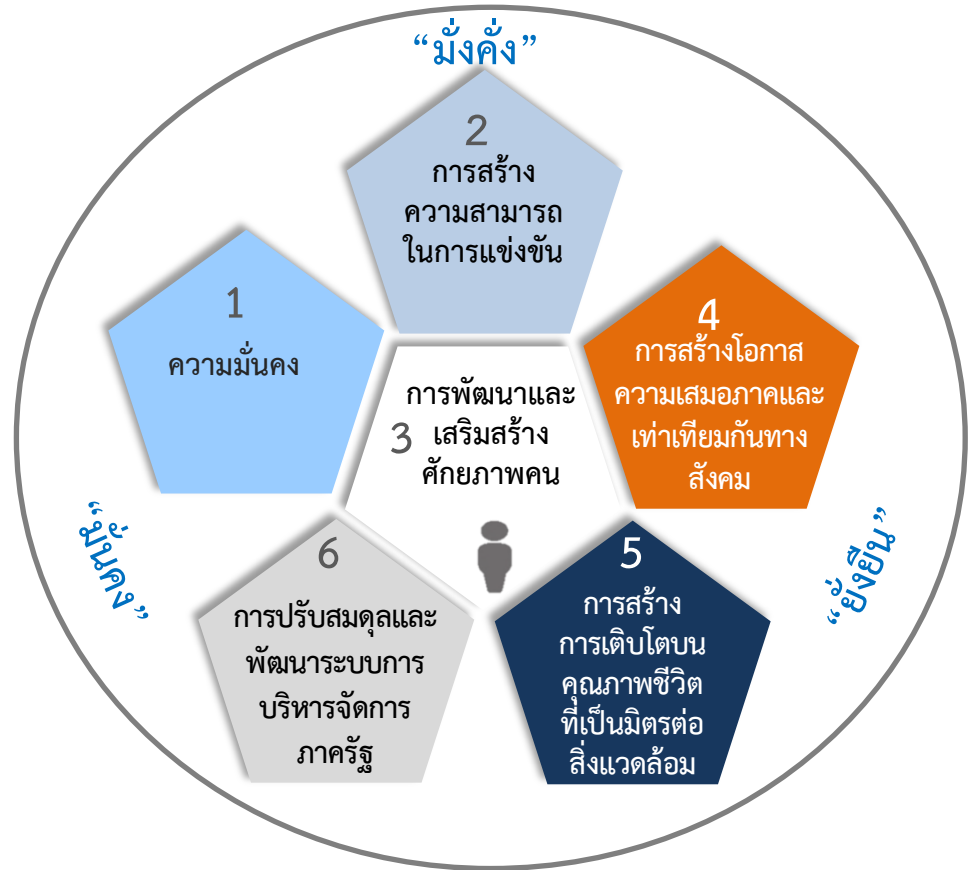 “มั่งคั่ง”
2
การสร้าง
ความสามารถ
ในการแข่งขัน
1
ความมั่นคง
4
การสร้างโอกาส
ความเสมอภาคและ
เท่าเทียมกันทาง
สังคม
3
การพัฒนาและ
เสริมสร้าง
ศักยภาพคน
“มั่นคง”
“ยั่งยืน”
6
การปรับสมดุลและ
พัฒนาระบบการ
บริหารจัดการ
ภาครัฐ
5
การสร้าง
การเติบโตบน
คุณภาพชีวิต
ที่เป็นมิตรต่อ
สิ่งแวดล้อม